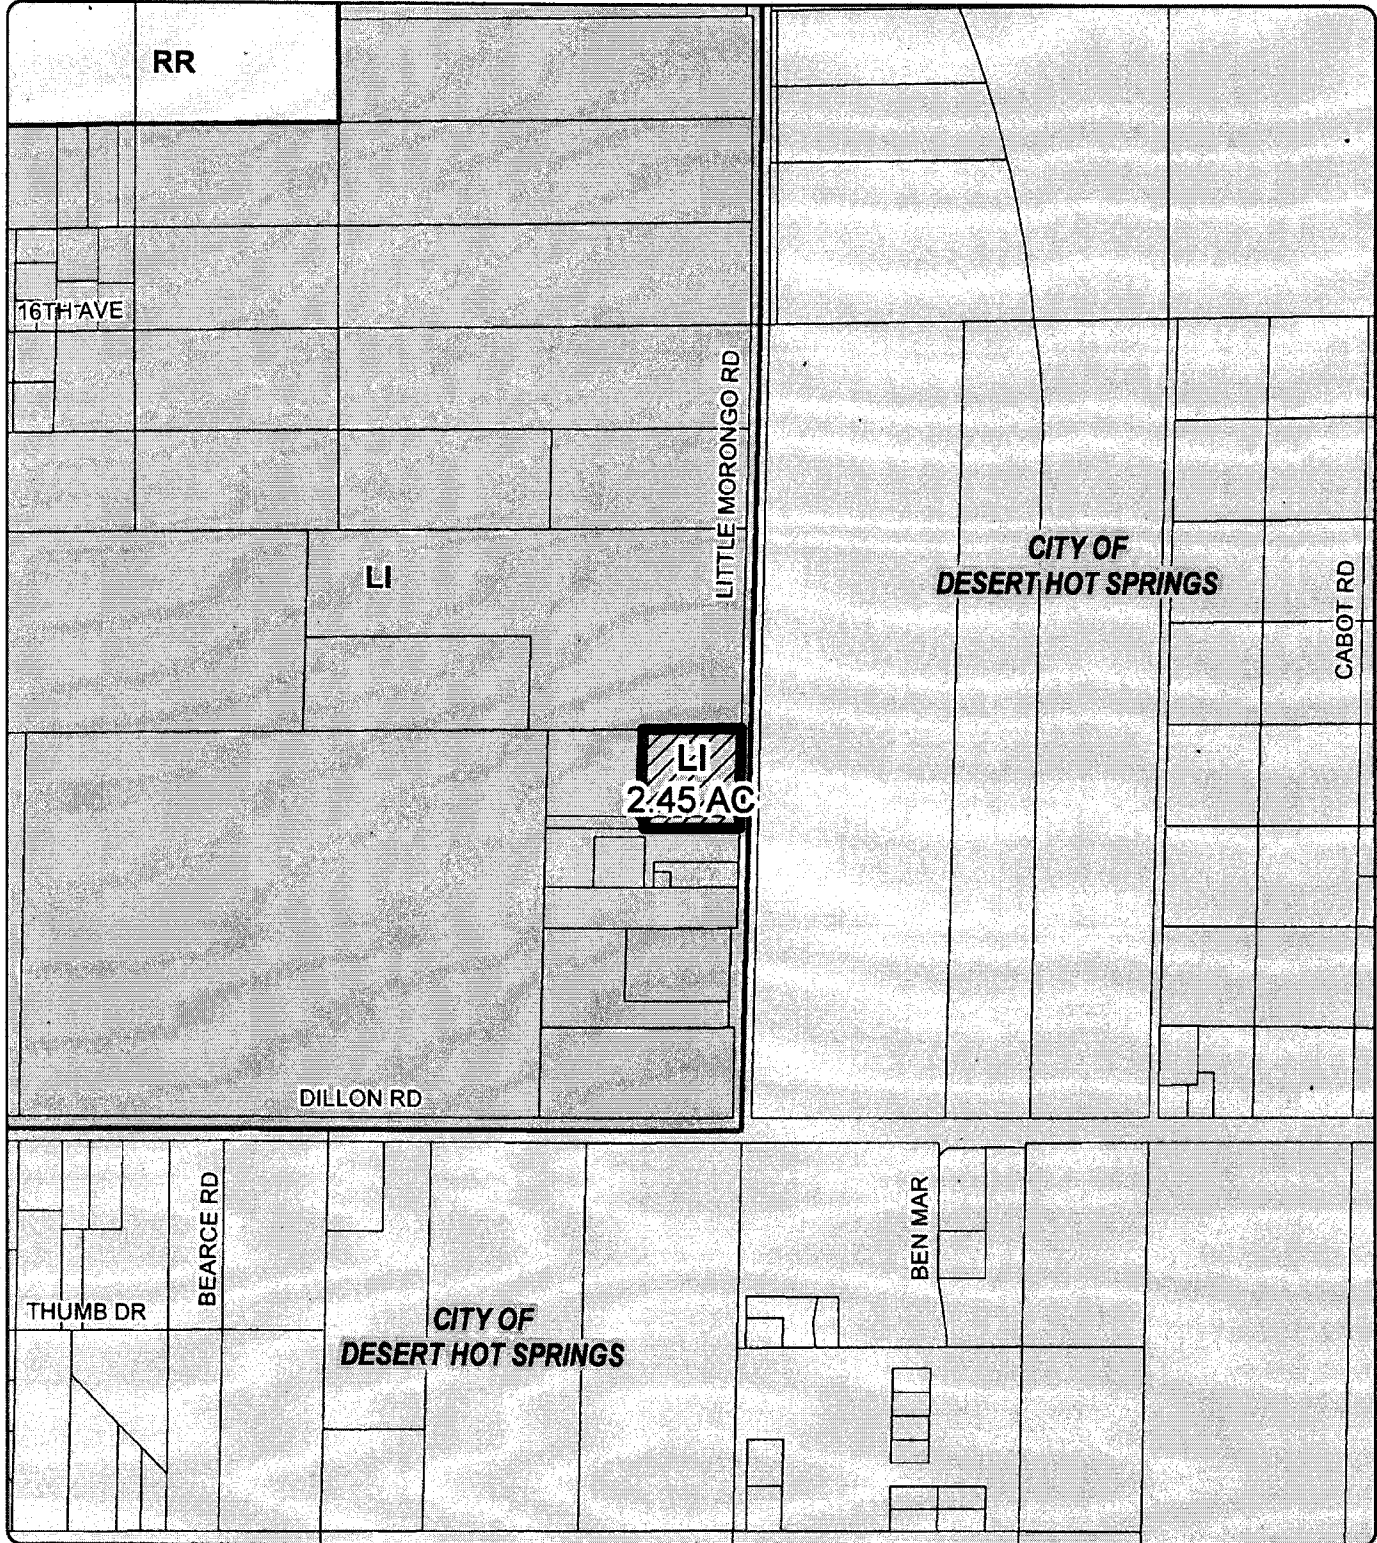 RR
16TH AVE
LITTLE MORONGO RD
CITY OF
DESERT HOT SPRINGS
LI
CABOT RD
LI
2.45 AC
DILLON RD
BEARCE RD
BEN MAR
THUMB DR
CITY OF
DESERT HOT SPRINGS